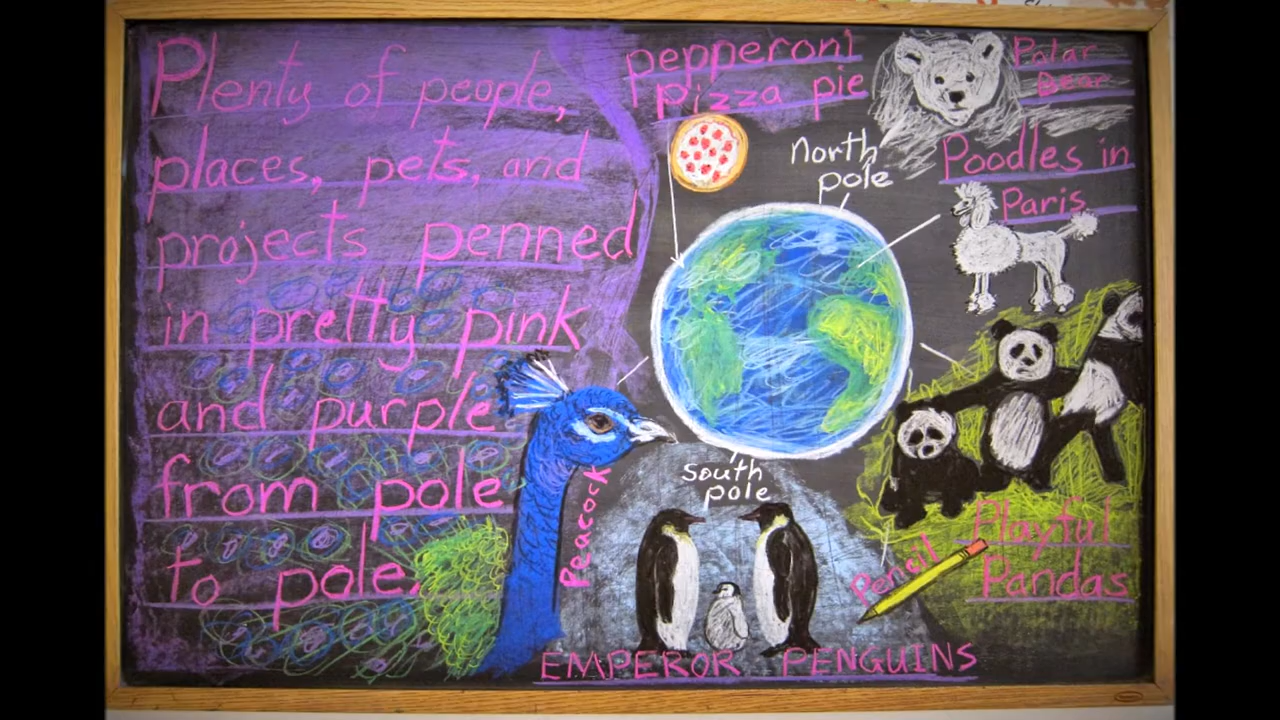 Plenty of people,
places, pets, and
projects penned
in pretty pink
and purple
from pole
to pole.
pepperoni
pizza pie
Polar
Bear
north
pole
Poodles in
Paris
Peacock
south
pole
Pencil
Playful
Pandas
EMPEROR PENGUINS